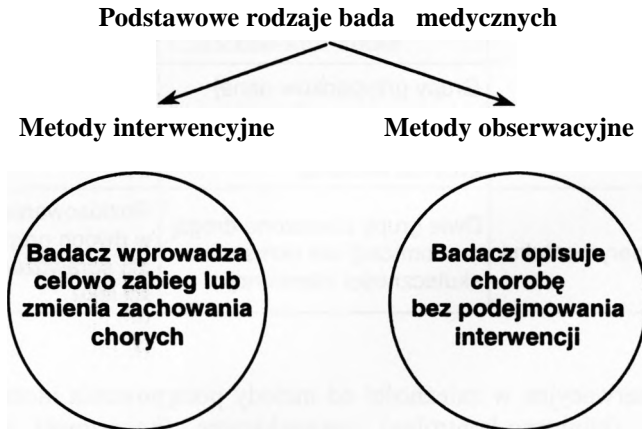 Podstawowe rodzaje bada medycznych
Metody interwencyjne
Metody obserwacyjne
Badacz wprowadza
celowo zabieg lub
zmienia zachowania
chorych
Badacz opisuje
chorobę
bez podejmowania
interwencji